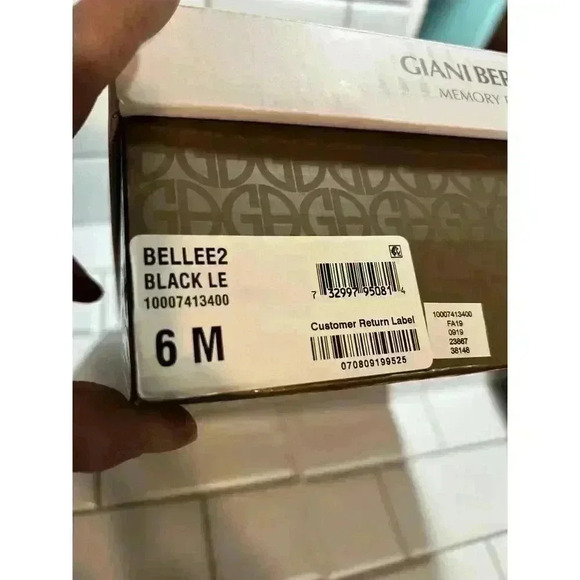 GIANI BER
MEMORY
BELLEE2
BLACK LE
10007413400
6 M
7 32997 95081 4
Customer Return Label
070809199525
10007413400
FA19
0919
23867
38148